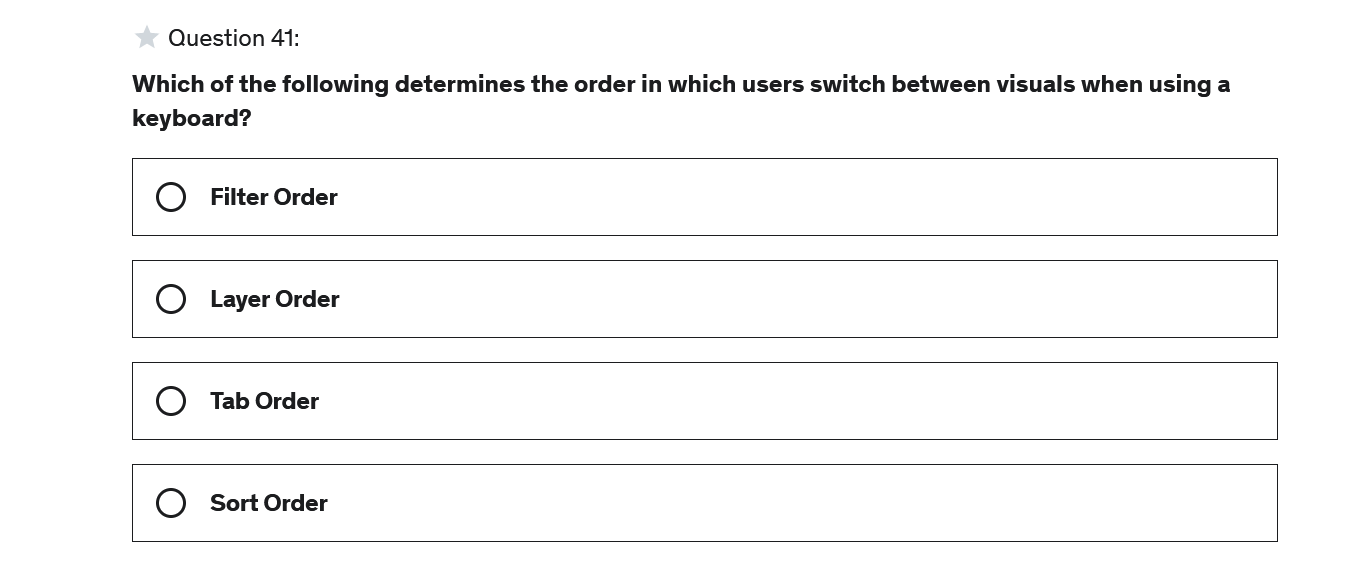 Question 41:
Which of the following determines the order in which users switch between visuals when using a
keyboard?
Filter Order
Layer Order
Tab Order
Sort Order